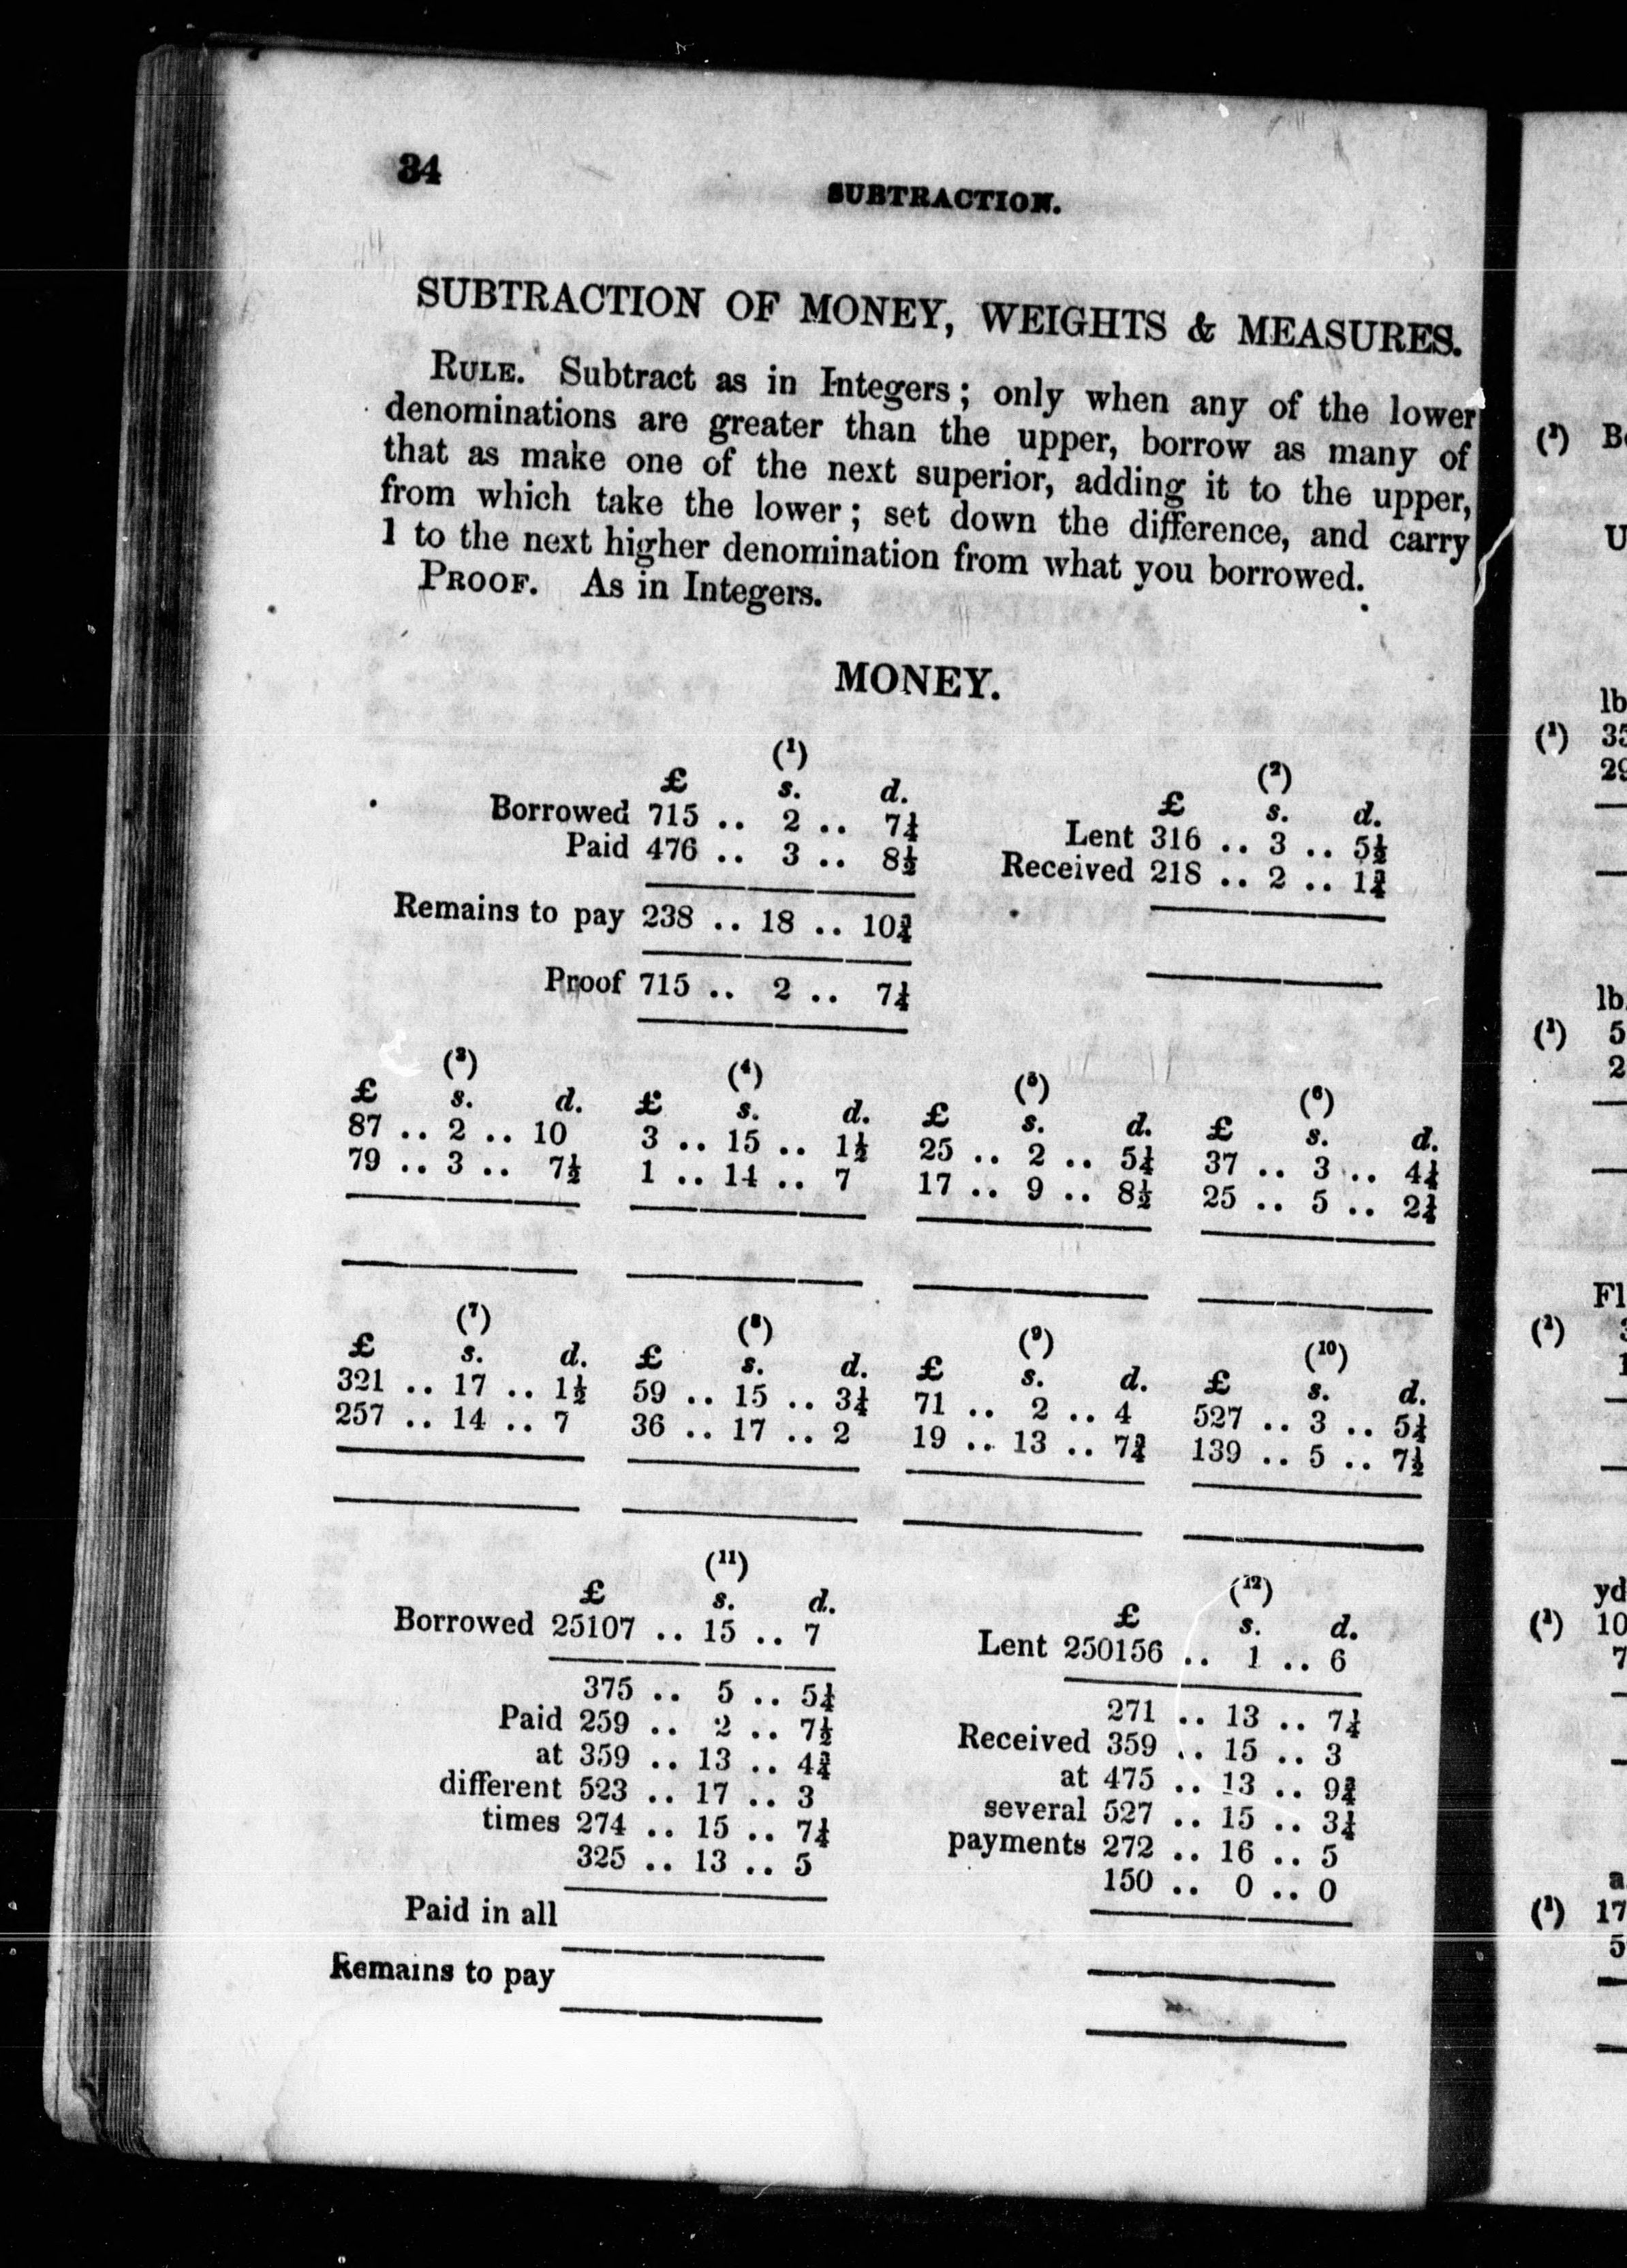 34
SUBTRACTION.
SUBTRACTION OF MONEY, WEIGHTS & MEASURES.
RULE. Subtract as in Integers; only when any of the lower
denominations are greater than the upper, borrow as many of
that as make one of the next superior, adding it to the upper,
from which take the lower; set down the difference, and carry
1 to the next higher denomination from what you borrowed.
PROOF. As in Integers.
MONEY.
(1)
£ s. d.
Borrowed 715 .. 2 .. 7¼
Paid 476 .. 3 .. 8½
Remains to pay 238 .. 18 .. 10¾
Proof 715 .. 2 .. 7¼
(2)
£ s. d.
Lent 316 .. 3 .. 5½
Received 218 .. 2 .. 1¾
(3) (4) (5) (6)
£ s. d. £ s. d. £ s. d. £ s. d.
87 .. 2 .. 10 3 .. 15 .. 1½ 25 .. 2 .. 5¼ 37 .. 3 .. 4¼
79 .. 3 .. 7½ 1 .. 14 .. 7 17 .. 9 .. 8½ 25 .. 5 .. 2¾
(7) (8) (9) (10)
£ s. d. £ s. d. £ s. d. £ s. d.
321 .. 17 .. 1½ 59 .. 15 .. 3¼ 71 .. 2 .. 4 527 .. 3 .. 5¼
257 .. 14 .. 7 36 .. 17 .. 2 19 .. 13 .. 7¾ 139 .. 5 .. 7½
(11)
£ s. d.
Borrowed 25107 .. 15 .. 7
375 .. 5 .. 5¼
Paid 259 .. 2 .. 7½
at 359 .. 13 .. 4¾
different 523 .. 17 .. 3
times 274 .. 15 .. 7¼
325 .. 13 .. 5
Paid in all
Remains to pay
(12)
£ s. d.
Lent 250156 .. 1 .. 6
271 .. 13 .. 7¼
Received 359 .. 15 .. 3
at 475 .. 13 .. 9¾
several 527 .. 15 .. 3¼
payments 272 .. 16 .. 5
150 .. 0 .. 0